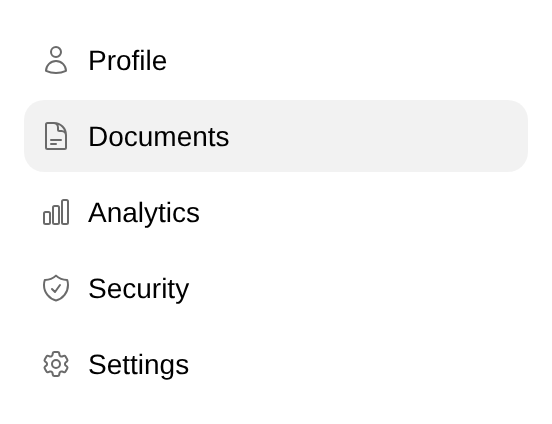 Profile
Documents
Analytics
Security
Settings